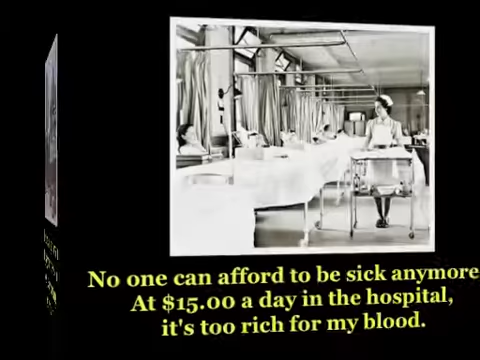 No one can afford to be sick anymore
At $15.00 a day in the hospital,
it's too rich for my blood.